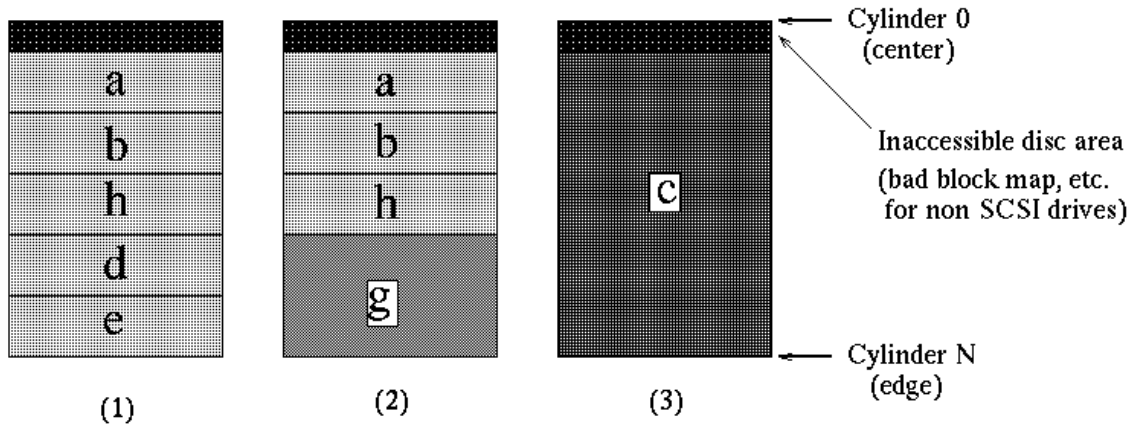 a
b
h
d
e
(1)
a
b
h
g
(2)
c
(3)
Cylinder 0
(center)
Inaccessible disc area
(bad block map, etc.
for non SCSI drives)
Cylinder N
(edge)